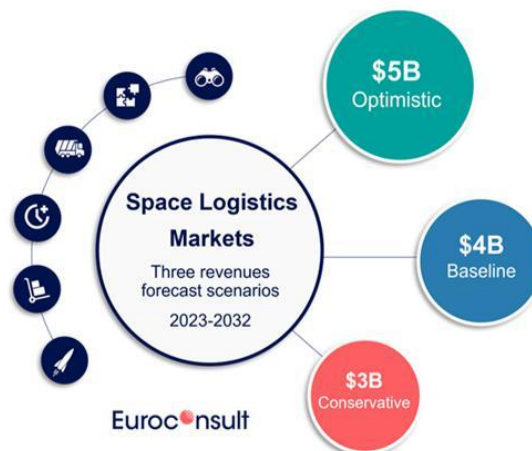 Space Logistics
Markets
Three revenues
forecast scenarios
2023-2032
$5B
Optimistic
$4B
Baseline
$3B
Conservative
Euroconsult